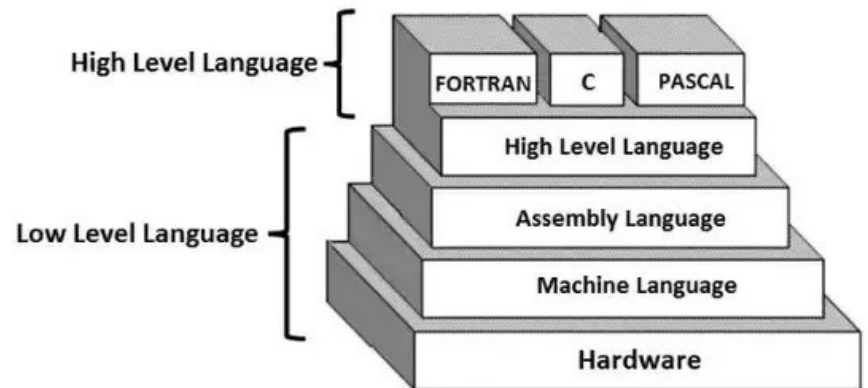 High Level Language
FORTRAN C PASCAL
High Level Language
Assembly Language
Low Level Language
Machine Language
Hardware